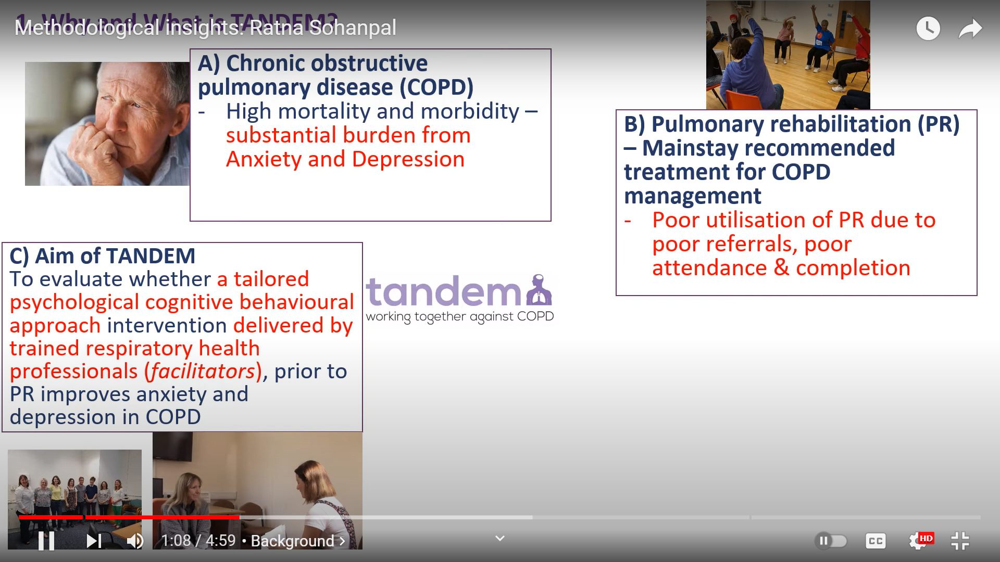 1. Why and What is TANDEM?
Methodological insights: Ratna Sohanpal
A) Chronic obstructive
pulmonary disease (COPD)
- High mortality and morbidity –
substantial burden from
Anxiety and Depression
B) Pulmonary rehabilitation (PR)
– Mainstay recommended
treatment for COPD
management
- Poor utilisation of PR due to
poor referrals, poor
attendance & completion
C) Aim of TANDEM
To evaluate whether a tailored
psychological cognitive behavioural
approach intervention delivered by
trained respiratory health
professionals (facilitators), prior to
PR improves anxiety and
depression in COPD
tandem
working together against COPD
1:08 / 4:59 • Background >
CC
HD